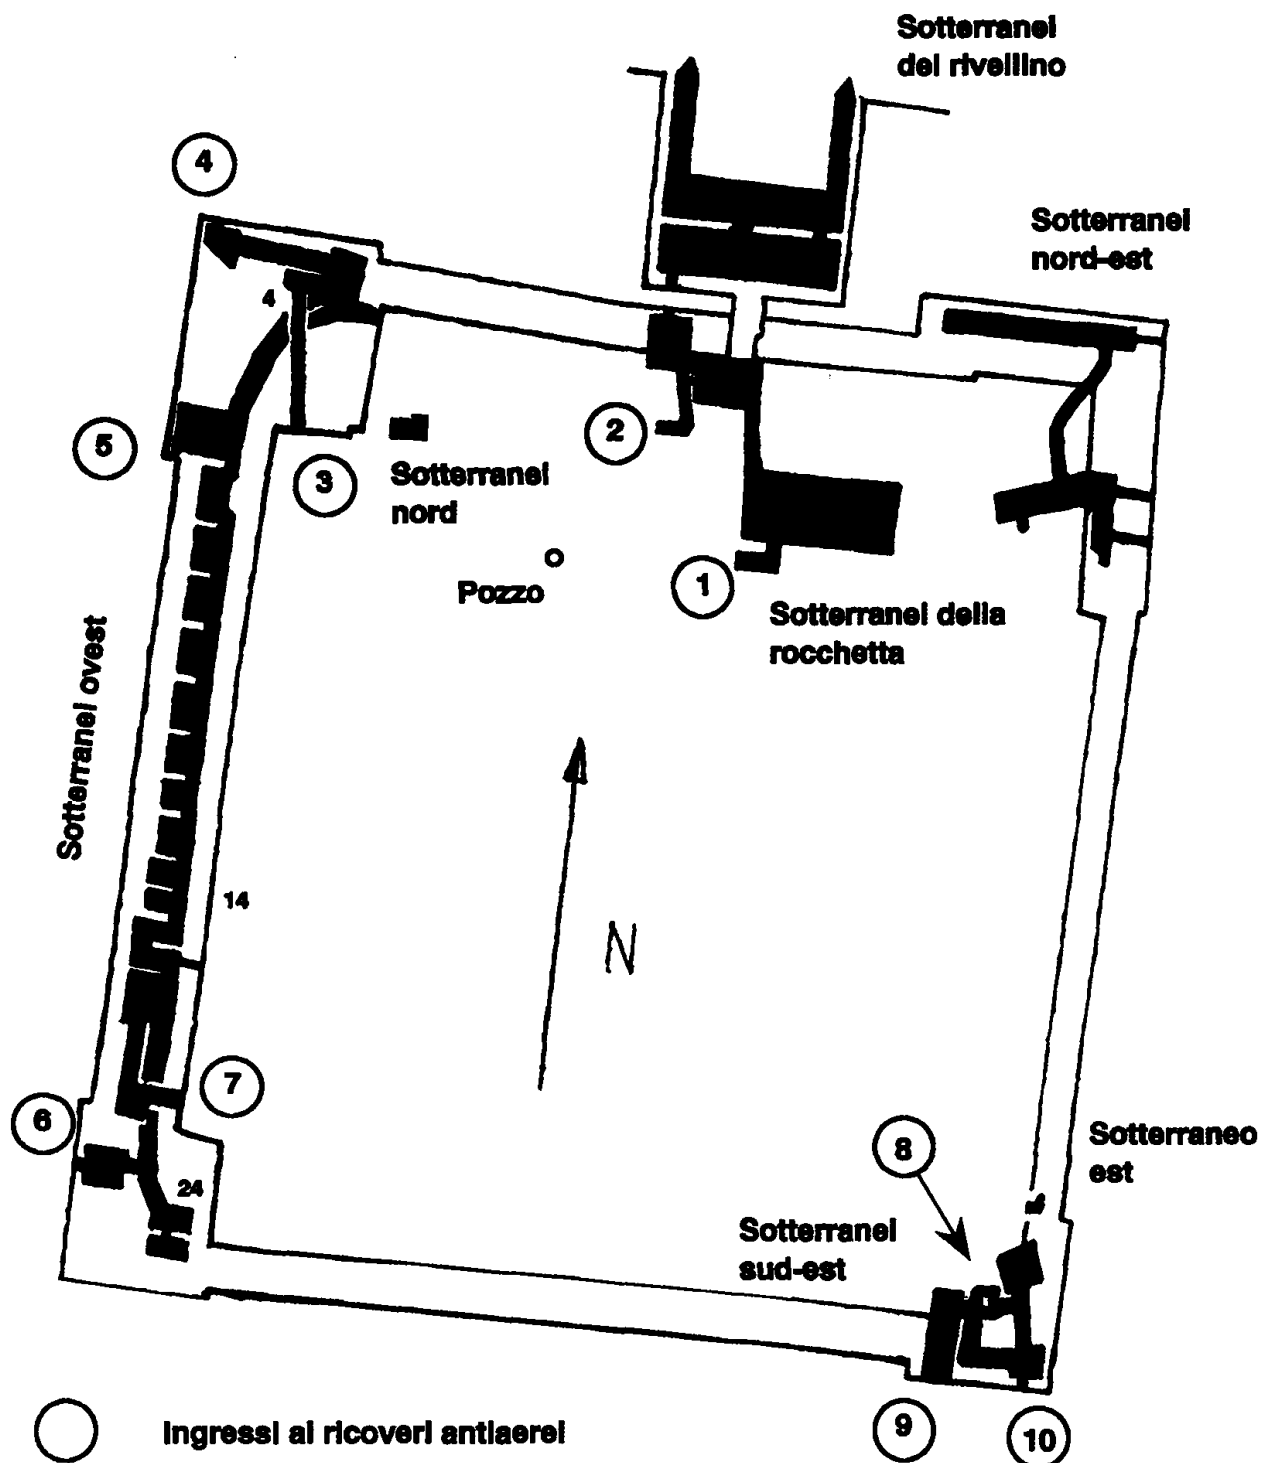 Sotterranei
del rivellino
4
Sotterranei
nord-est
4
5
3
2
Sotterranei
nord
Pozzo
1
Sotterranei della
rocchetta
Sotterranei ovest
14
N
7
6
8
Sotterraneo
est
24
Sotterranei
sud-est
9
10
Ingressi ai ricoveri antiaerei